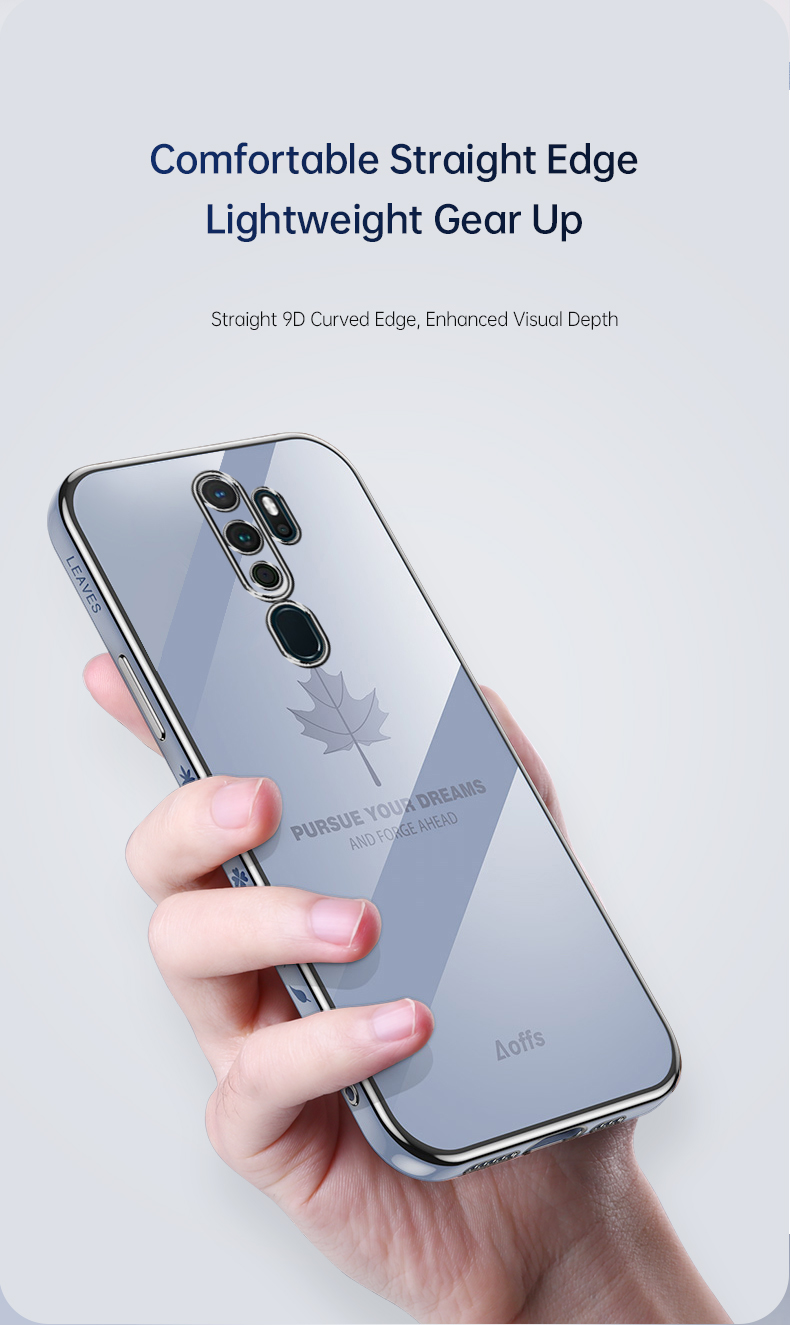 Comfortable Straight Edge
Lightweight Gear Up
Straight 9D Curved Edge, Enhanced Visual Depth
LEAVES
PURSUE YOUR DREAMS
AND FORGE AHEAD
Aoffs